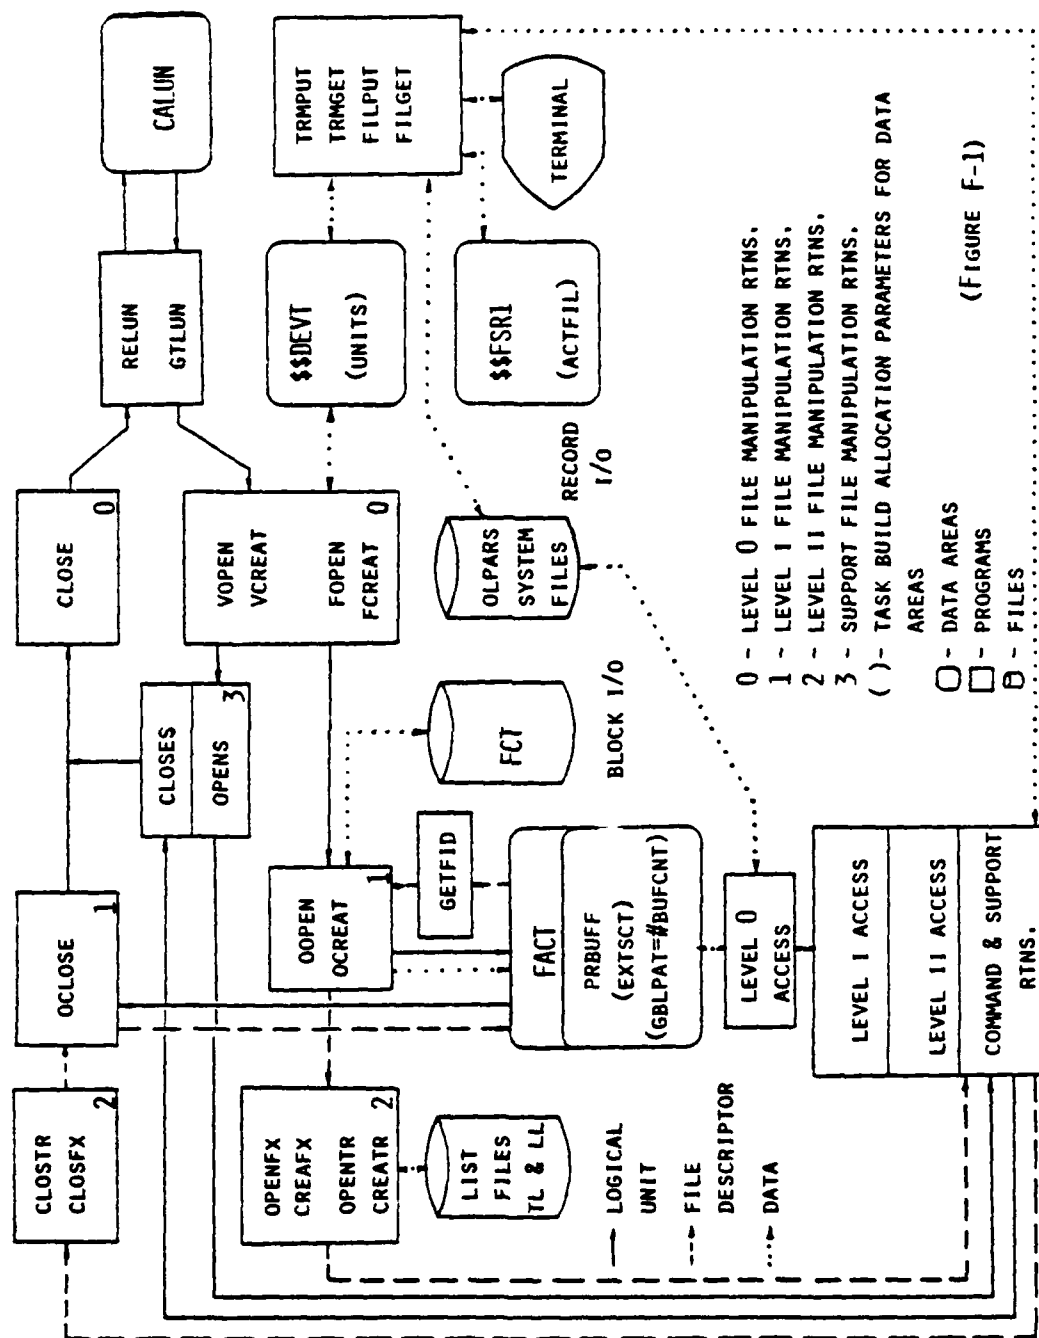 CLOSTR
CLOSFX
2
OCLOSE
1
CLOSE
0
CALUN
RELUN
GTLUN
CLOSES
OPENS
3
VOPEN
VCREAT
FOPEN
FCREAT
0
$$DEVT
(UNITS)
TRMPUT
TRMGET
FILPUT
FILGET
OPENFX
CREAFX
OPENTR
CREATR
2
OOPEN
OCREAT
1
GETFID
FCT
BLOCK I/O
OLPARS
SYSTEM
FILES
RECORD
I/O
$$FSR1
(ACTFIL)
TERMINAL
LIST
FILES
TL & LL
FACT
PRBUFF
(EXTSCT)
(GBLPAT=#BUFCNT)
LEVEL 0
ACCESS
LEVEL I ACCESS
LEVEL II ACCESS
COMMAND & SUPPORT
RTNS.
LOGICAL
UNIT
FILE
DESCRIPTOR
DATA
0 - LEVEL 0 FILE MANIPULATION RTNS.
1 - LEVEL I FILE MANIPULATION RTNS.
2 - LEVEL II FILE MANIPULATION RTNS.
3 - SUPPORT FILE MANIPULATION RTNS.
( )- TASK BUILD ALLOCATION PARAMETERS FOR DATA
AREAS
- DATA AREAS
- PROGRAMS
- FILES
(FIGURE F-1)